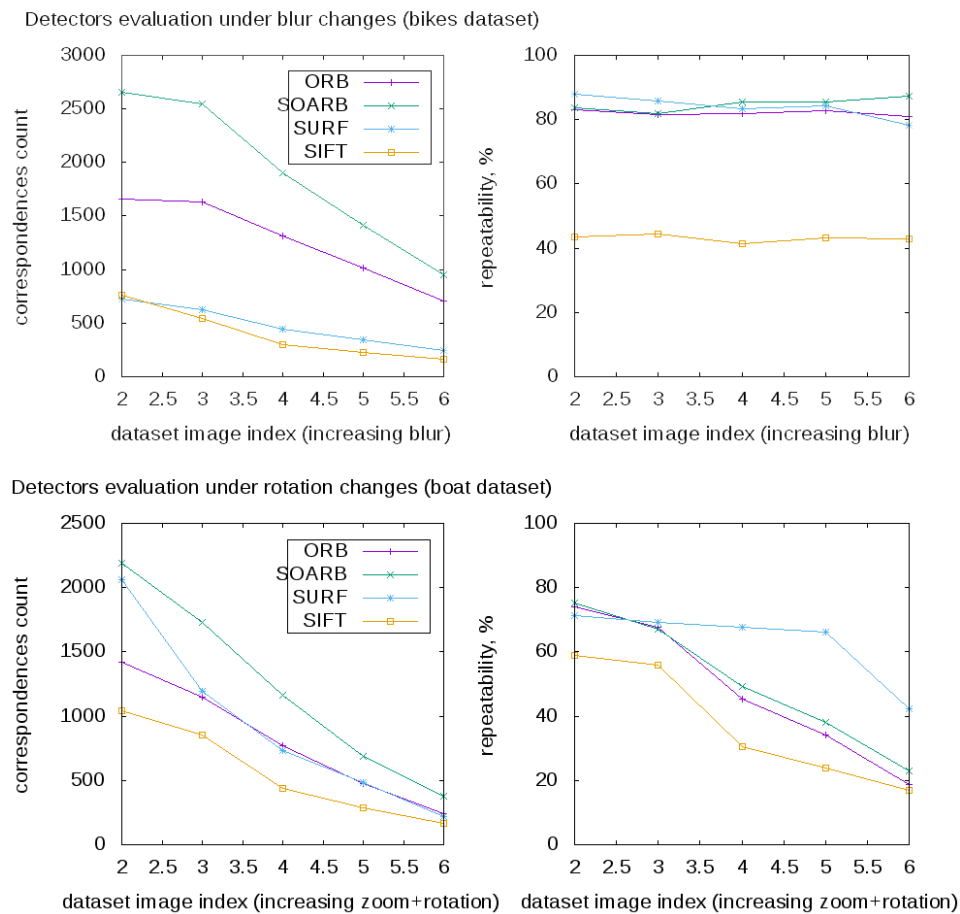 Detectors evaluation under blur changes (bikes dataset)
correspondences count
3000
2500
2000
1500
1000
500
0
ORB
SOARB
SURF
SIFT
2 2.5 3 3.5 4 4.5 5 5.5 6
dataset image index (increasing blur)
repeatability, %
100
80
60
40
20
0
2 2.5 3 3.5 4 4.5 5 5.5 6
dataset image index (increasing blur)
Detectors evaluation under rotation changes (boat dataset)
correspondences count
2500
2000
1500
1000
500
0
ORB
SOARB
SURF
SIFT
2 2.5 3 3.5 4 4.5 5 5.5 6
dataset image index (increasing zoom+rotation)
repeatability, %
100
80
60
40
20
0
2 2.5 3 3.5 4 4.5 5 5.5 6
dataset image index (increasing zoom+rotation)